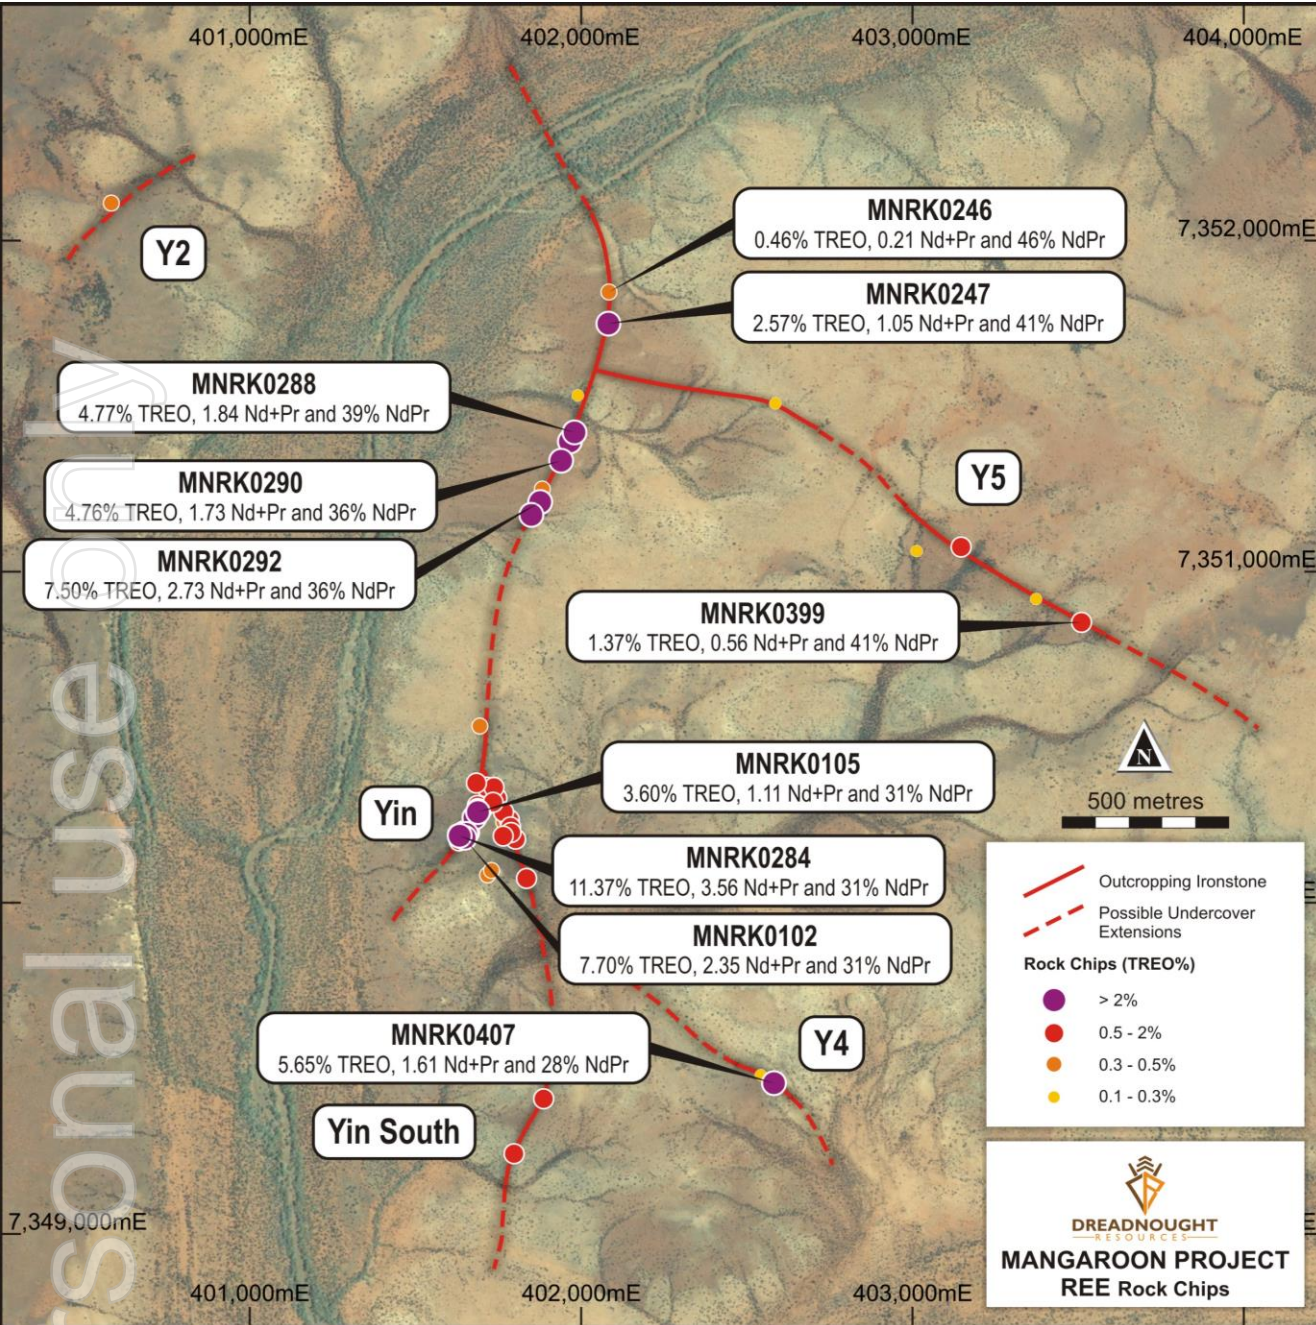 401,000mE
402,000mE
403,000mE
404,000mE
MNRK0246
0.46% TREO, 0.21 Nd+Pr and 46% NdPr
7,352,000mE
Y2
MNRK0247
2.57% TREO, 1.05 Nd+Pr and 41% NdPr
MNRK0288
4.77% TREO, 1.84 Nd+Pr and 39% NdPr
MNRK0290
4.76% TREO, 1.73 Nd+Pr and 36% NdPr
Y5
MNRK0292
7.50% TREO, 2.73 Nd+Pr and 36% NdPr
7,351,000mE
MNRK0399
1.37% TREO, 0.56 Nd+Pr and 41% NdPr
N
500 metres
MNRK0105
3.60% TREO, 1.11 Nd+Pr and 31% NdPr
Yin
MNRK0284
11.37% TREO, 3.56 Nd+Pr and 31% NdPr
MNRK0102
7.70% TREO, 2.35 Nd+Pr and 31% NdPr
MNRK0407
5.65% TREO, 1.61 Nd+Pr and 28% NdPr
Y4
Yin South
Outcropping Ironstone
Possible Undercover
Extensions
Rock Chips (TREO%)
> 2%
0.5 - 2%
0.3 - 0.5%
0.1 - 0.3%
7,349,000mE
DREADNOUGHT
RESOURCES
MANGAROON PROJECT
REE Rock Chips
401,000mE
402,000mE
403,000mE
rsonal use only